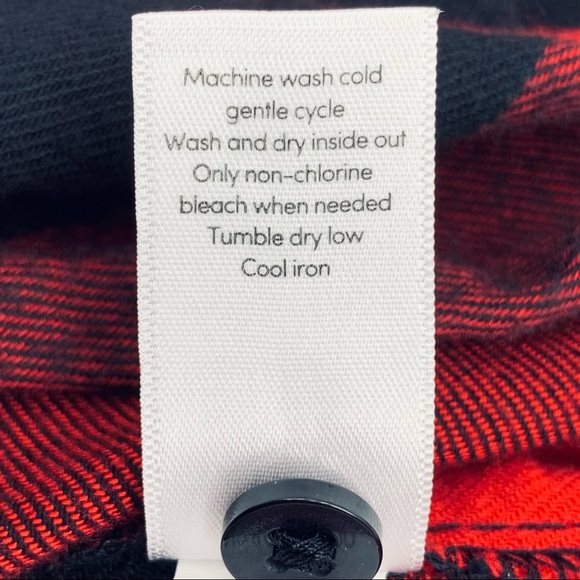 Machine wash cold
gentle cycle
Wash and dry inside out
Only non-chlorine
bleach when needed
Tumble dry low
Cool iron